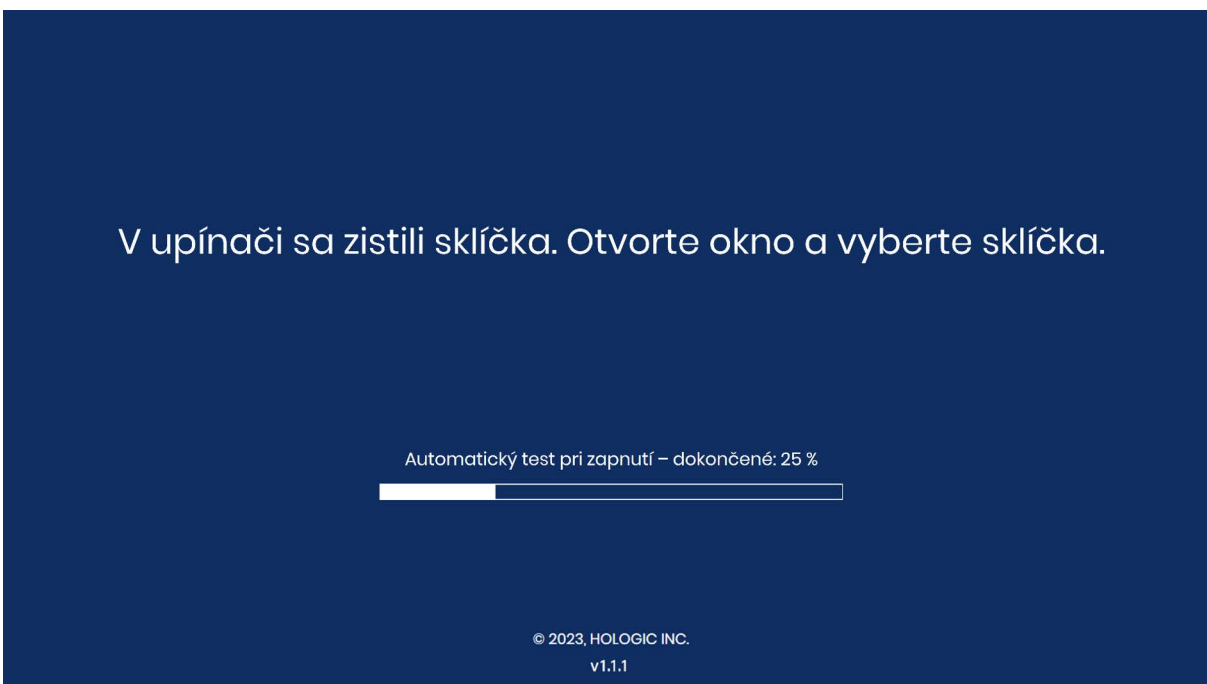 V upínači sa zistili sklíčka. Otvorte okno a vyberte sklíčka.
Automatický test pri zapnutí – dokončené: 25 %
© 2023, HOLOGIC INC.
v1.1.1